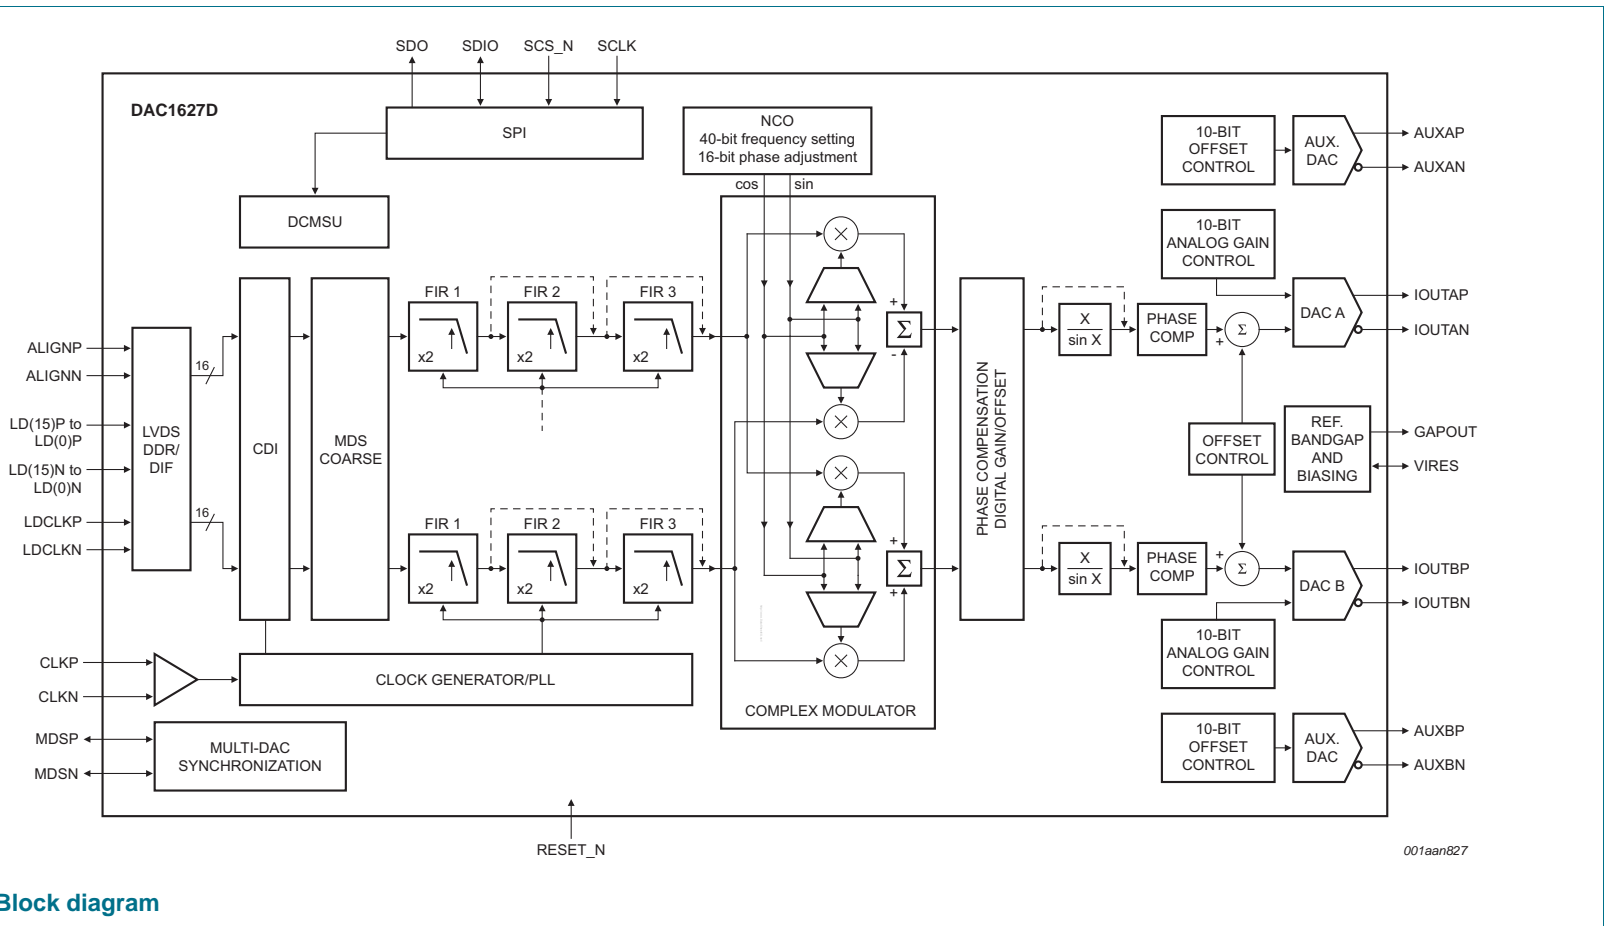 SDO SDIO SCS_N SCLK
DAC1627D
SPI
NCO
40-bit frequency setting
16-bit phase adjustment
cos sin
10-BIT
OFFSET
CONTROL
AUX.
DAC
AUXAP
AUXAN
DCMSU
10-BIT
ANALOG GAIN
CONTROL
FIR 1 FIR 2 FIR 3
x2 x2 x2
+
Σ
-
X
sin X
PHASE
COMP
+
Σ
DAC A
IOUTAP
IOUTAN
ALIGNP
ALIGNN
LD(15)P to
LD(0)P
LD(15)N to
LD(0)N
LDCLKP
LDCLKN
LVDS
DDR/
DIF
16
16
CDI
MDS
COARSE
PHASE COMPENSATION
DIGITAL GAIN/OFFSET
OFFSET
CONTROL
REF.
BANDGAP
AND
BIASING
GAPOUT
VIRES
FIR 1 FIR 2 FIR 3
x2 x2 x2
+
Σ
+
X
sin X
PHASE
COMP
+
Σ
DAC B
IOUTBP
IOUTBN
10-BIT
ANALOG GAIN
CONTROL
CLKP
CLKN
CLOCK GENERATOR/PLL
COMPLEX MODULATOR
MDSP
MDSN
MULTI-DAC
SYNCHRONIZATION
10-BIT
OFFSET
CONTROL
AUX.
DAC
AUXBP
AUXBN
RESET_N
001aan827
Block diagram